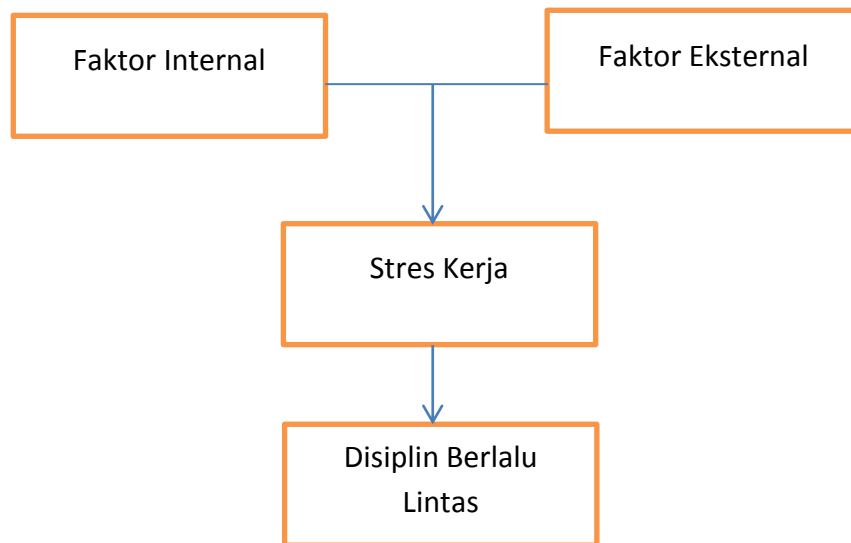 Faktor Internal
Faktor Eksternal
Stres Kerja
Disiplin Berlalu
Lintas